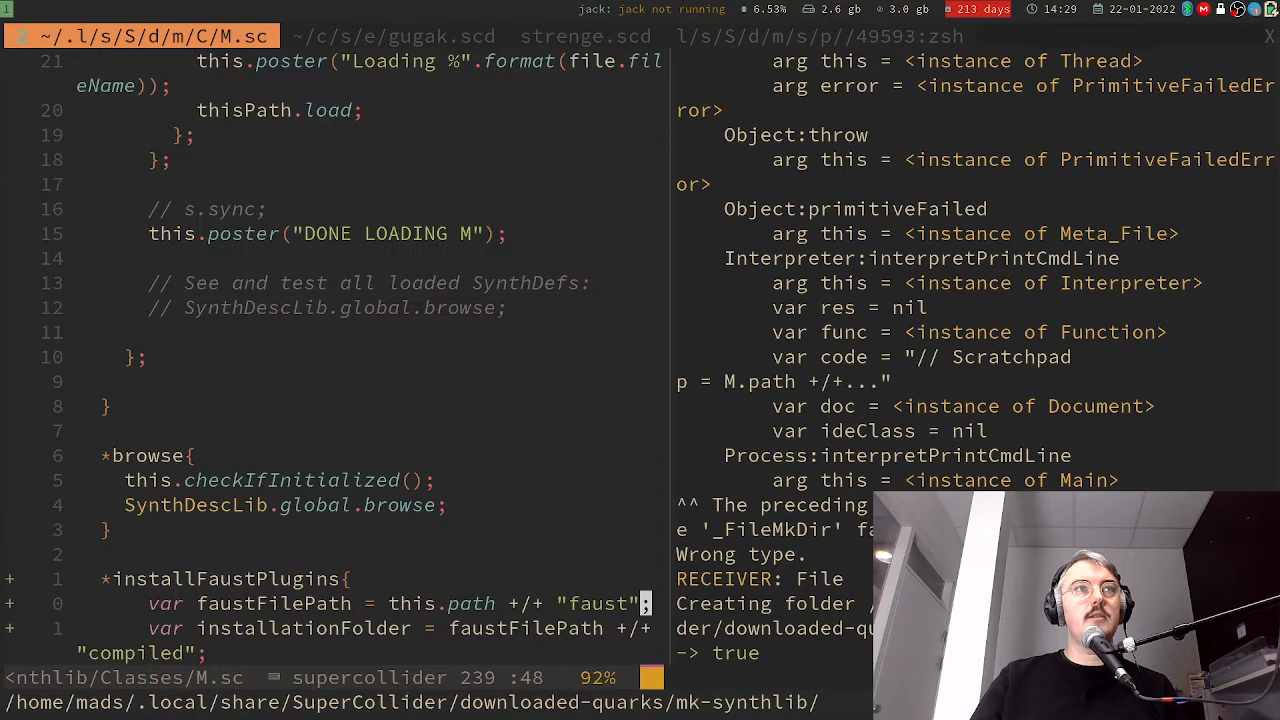 1
jack: jack not running 6.53% 2.6 gb 3.0 gb 213 days 14:29 22-01-2022
2 ~/.l/s/S/d/m/C/M.sc ~/c/s/e/gugak.scd strenge.scd l/s/S/d/m/s/p//49593:zsh X
21 this.poster("Loading %".format(file.fil
eName));
20 thisPath.load;
19 };
18 };
17
16 // s.sync;
15 this.poster("DONE LOADING M");
14
13 // See and test all loaded SynthDefs:
12 // SynthDescLib.global.browse;
11
10 };
9
8 }
7
6 *browse{
5 this.checkIfInitialized();
4 SynthDescLib.global.browse;
3 }
2
+ 1 *installFaustPlugins{
+ 0 var faustFilePath = this.path +/+ "faust";
+ 1 var installationFolder = faustFilePath +/+
"compiled";
<nthlib/Classes/M.sc supercollider 239 :48 92%
/home/mads/.local/share/SuperCollider/downloaded-quarks/mk-synthlib/
arg this = <instance of Thread>
arg error = <instance of PrimitiveFailedEr
ror>
Object:throw
arg this = <instance of PrimitiveFailedErr
or>
Object:primitiveFailed
arg this = <instance of Meta_File>
Interpreter:interpretPrintCmdLine
arg this = <instance of Interpreter>
var res = nil
var func = <instance of Function>
var code = "// Scratchpad
p = M.path +/+..."
var doc = <instance of Document>
var ideClass = nil
Process:interpretPrintCmdLine
arg this = <instance of Main>
^^ The preceding
e '_FileMkDir' fa
Wrong type.
RECEIVER: File
Creating folder /
der/downloaded-qu
-> true